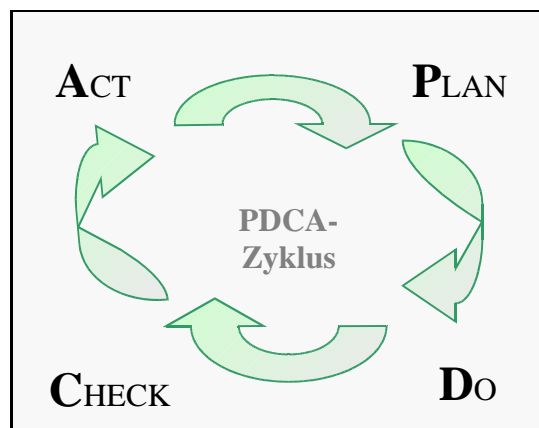 ACT
PLAN
PDCA-
Zyklus
CHECK
DO